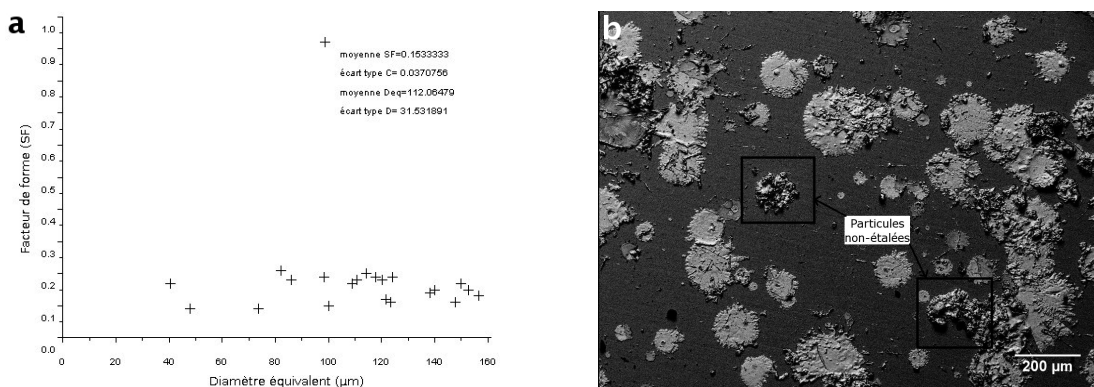 a
1.0
0.9
0.8
0.7
0.6
0.5
0.4
0.3
0.2
0.1
0.0
Facteur de forme (SF)
moyenne SF=0.1533333
écart type C= 0.0370756
moyenne Deq=112.06479
écart type D= 31.531891
0 20 40 60 80 100 120 140 160
Diamètre équivalent (µm)
b
Particules
non-étalées
200 µm